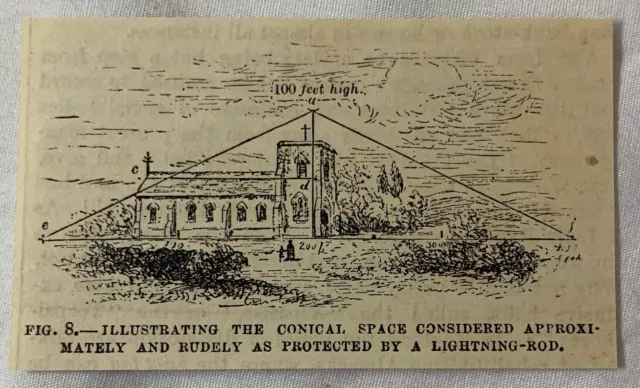 100 feet high.
a
c
d
e
200 f.
FIG. 8.—ILLUSTRATING THE CONICAL SPACE CONSIDERED APPROXI-
MATELY AND RUDELY AS PROTECTED BY A LIGHTNING-ROD.